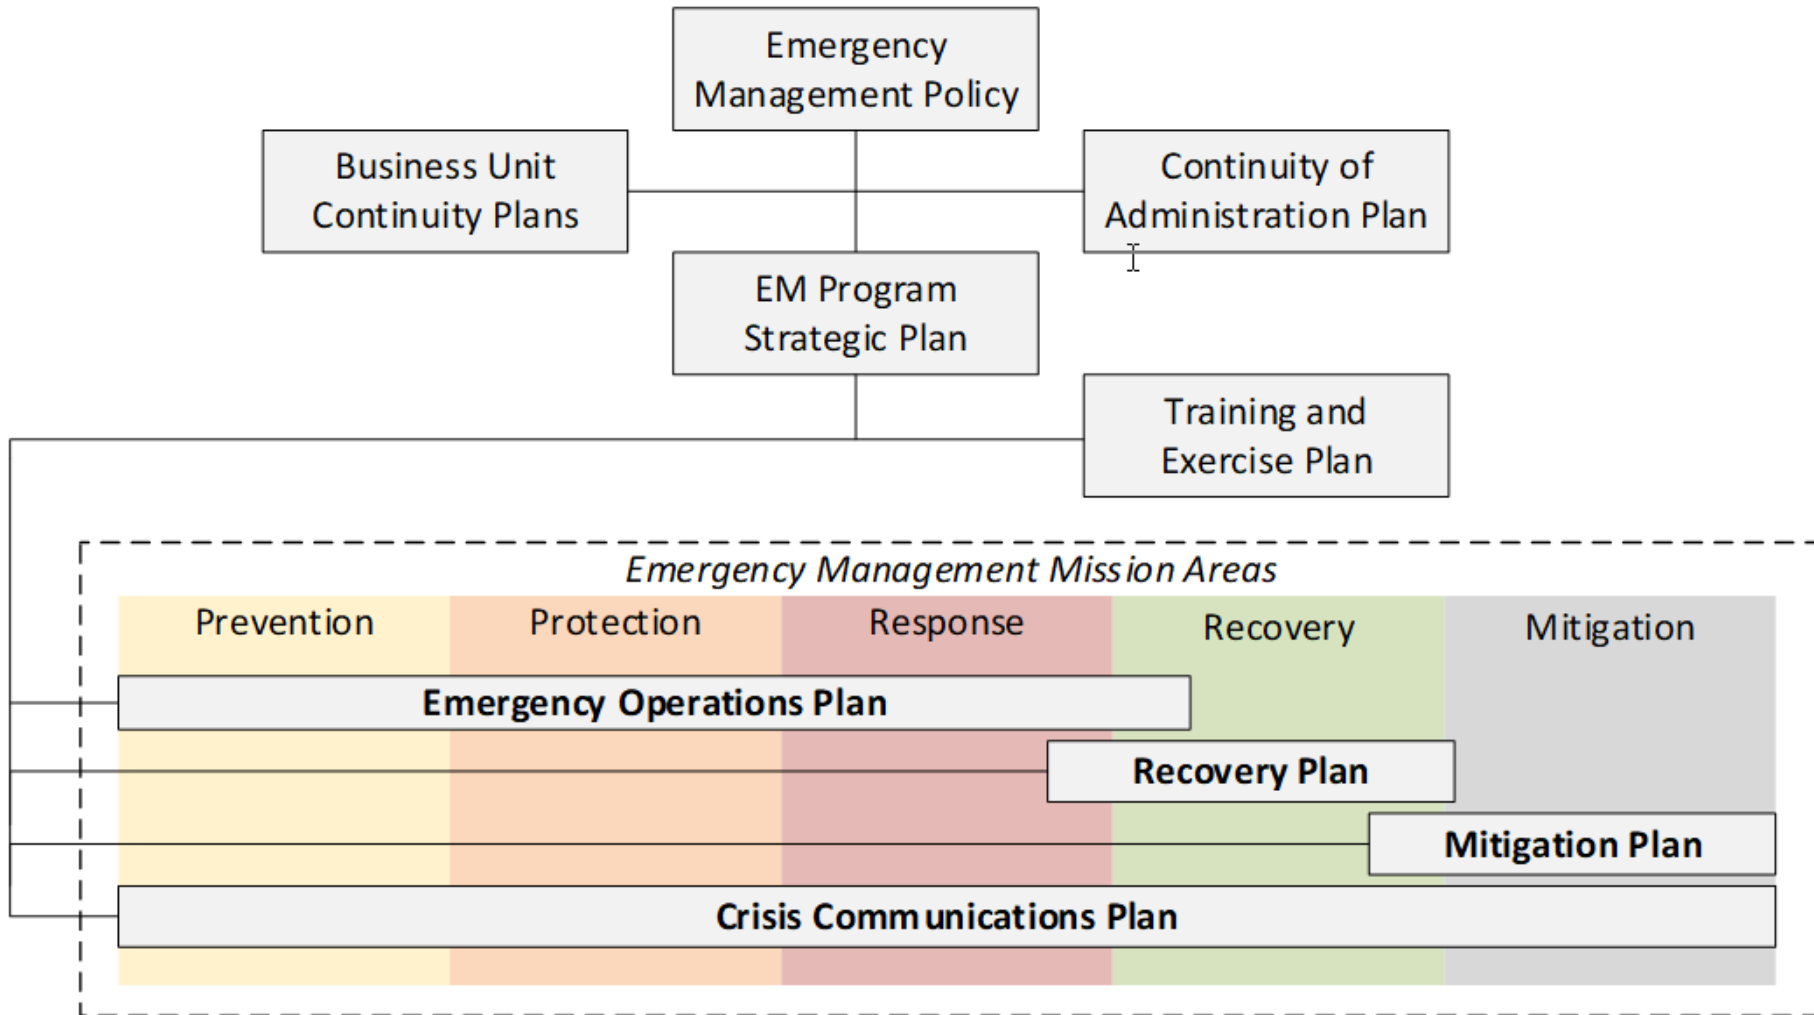 Emergency
Management Policy
Business Unit
Continuity Plans
Continuity of
Administration Plan
EM Program
Strategic Plan
Training and
Exercise Plan
Emergency Management Mission Areas
Prevention
Protection
Response
Recovery
Mitigation
Emergency Operations Plan
Recovery Plan
Mitigation Plan
Crisis Communications Plan